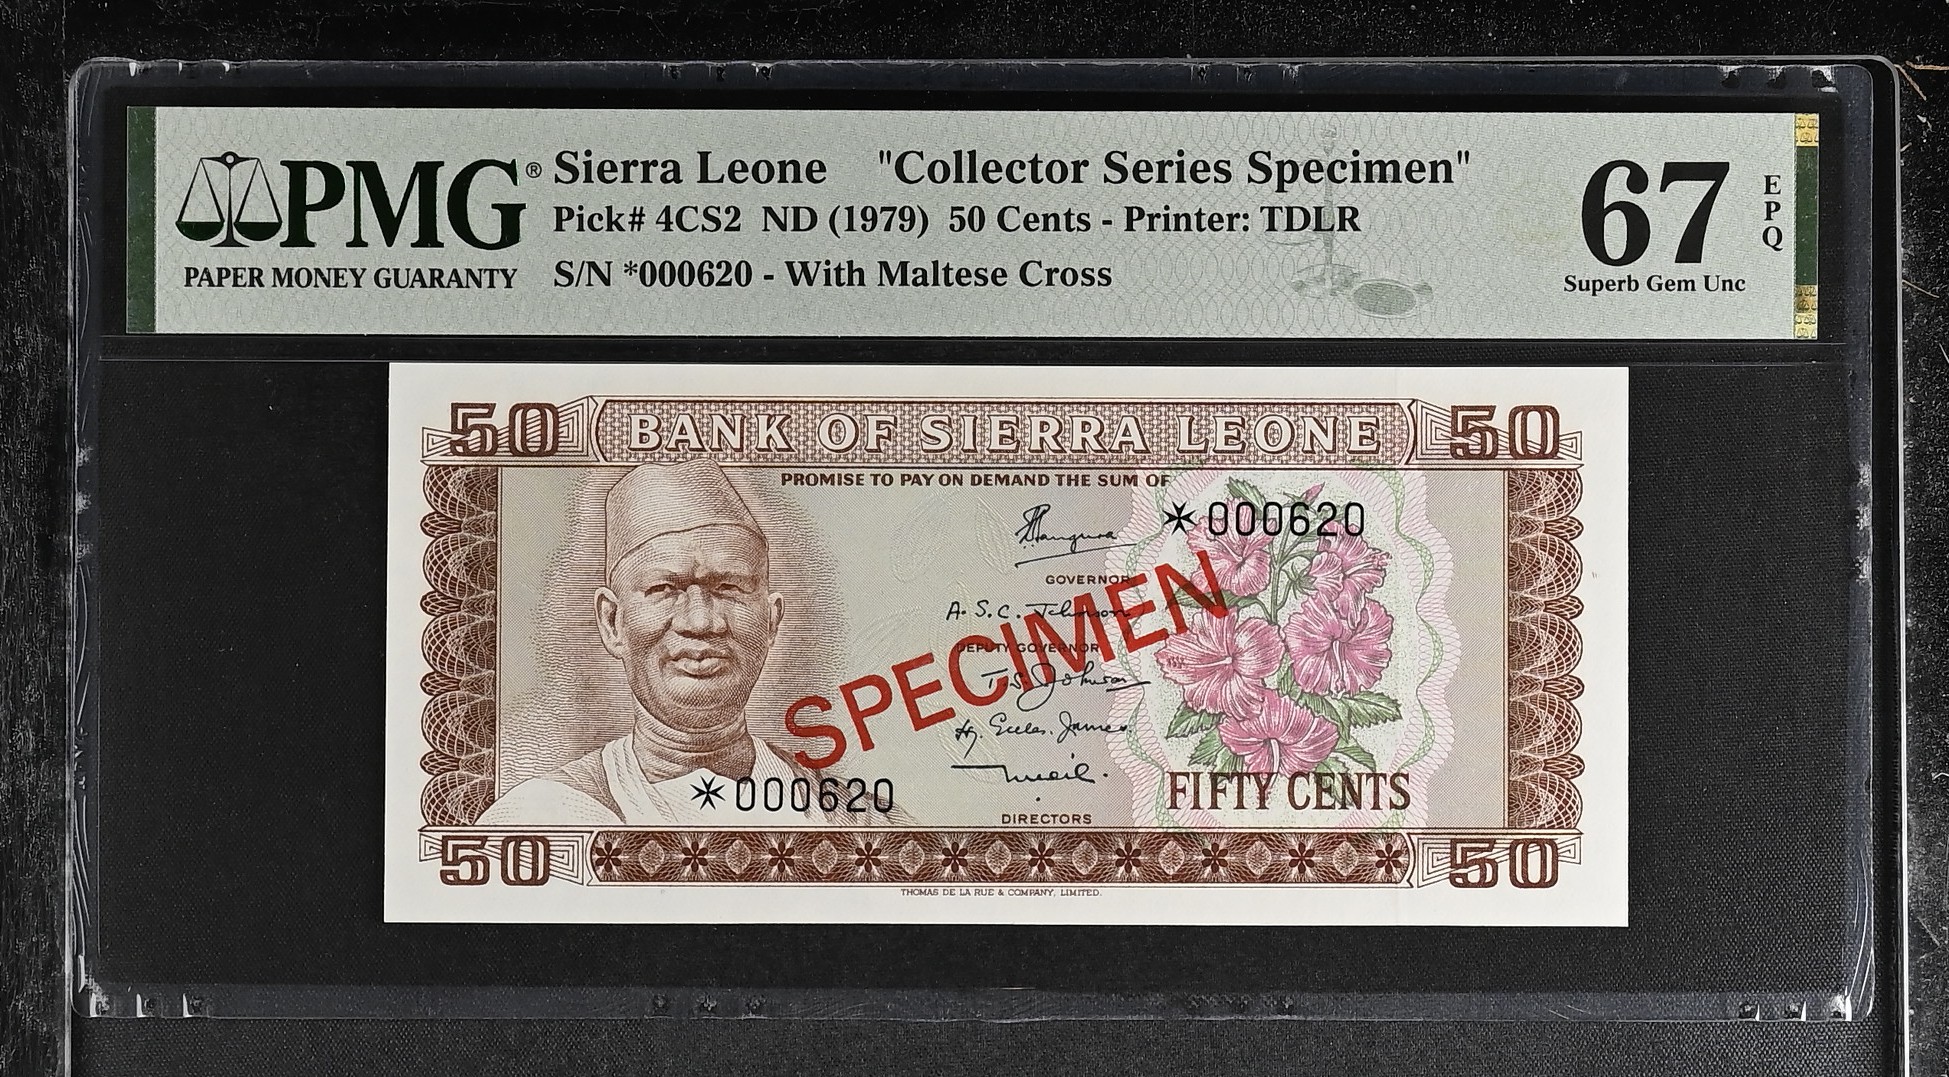 PMG®
PAPER MONEY GUARANTY
Sierra Leone "Collector Series Specimen"
Pick# 4CS2 ND (1979) 50 Cents - Printer: TDLR
S/N *000620 - With Maltese Cross
67
EPQ
Superb Gem Unc
50 BANK OF SIERRA LEONE 50
PROMISE TO PAY ON DEMAND THE SUM OF
✠000620
GOVERNOR
A. S. C. Johnson
DEPUTY GOVERNOR
SPECIMEN
✠000620
FIFTY CENTS
DIRECTORS
50 50
THOMAS DE LA RUE & COMPANY, LIMITED.